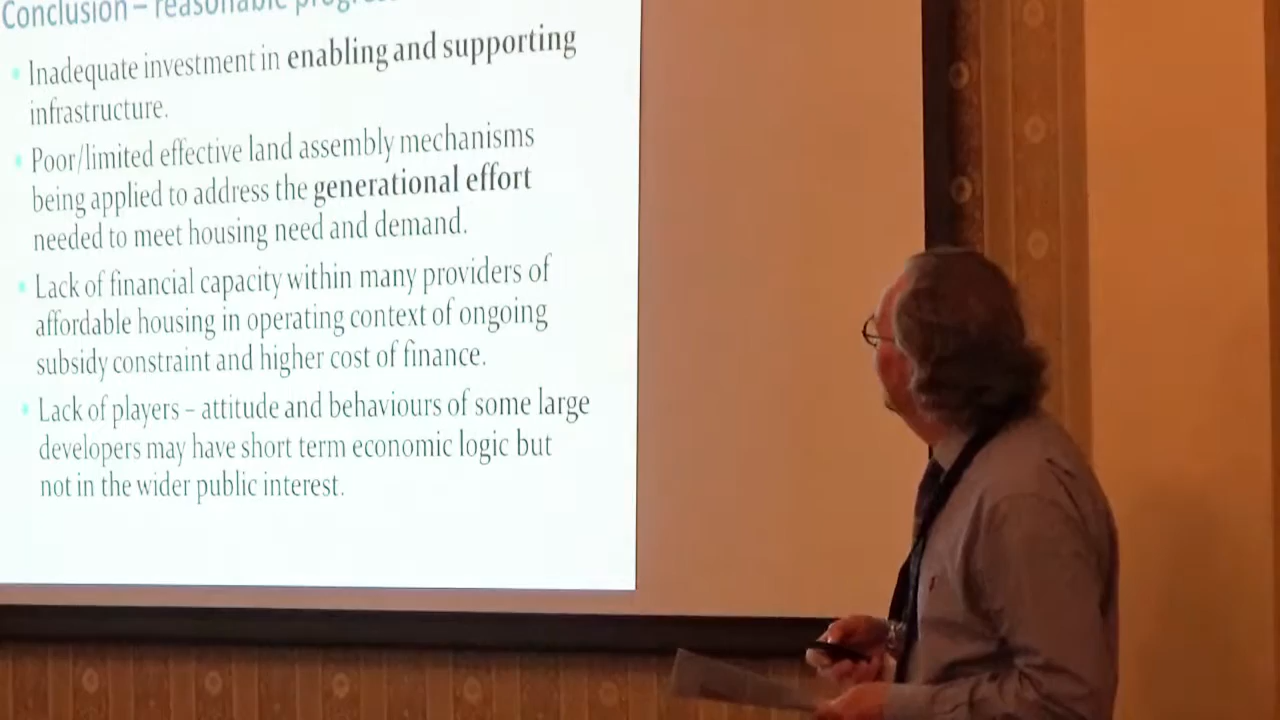 Conclusion – reasonable
Inadequate investment in enabling and supporting
infrastructure.
Poor/limited effective land assembly mechanisms
being applied to address the generational effort
needed to meet housing need and demand.
Lack of financial capacity within many providers of
affordable housing in operating context of ongoing
subsidy constraint and higher cost of finance.
Lack of players – attitude and behaviours of some large
developers may have short term economic logic but
not in the wider public interest.